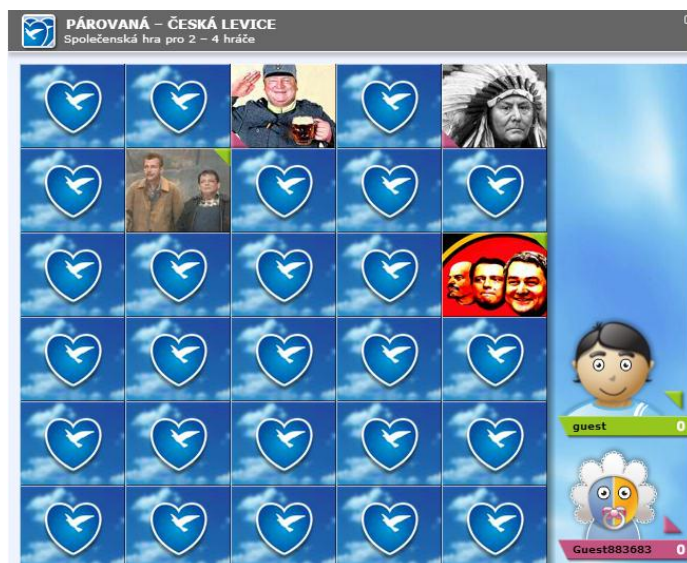 PÁROVANÁ – ČESKÁ LEVICE
Společenská hra pro 2 – 4 hráče
guest 0
Guest883683 0